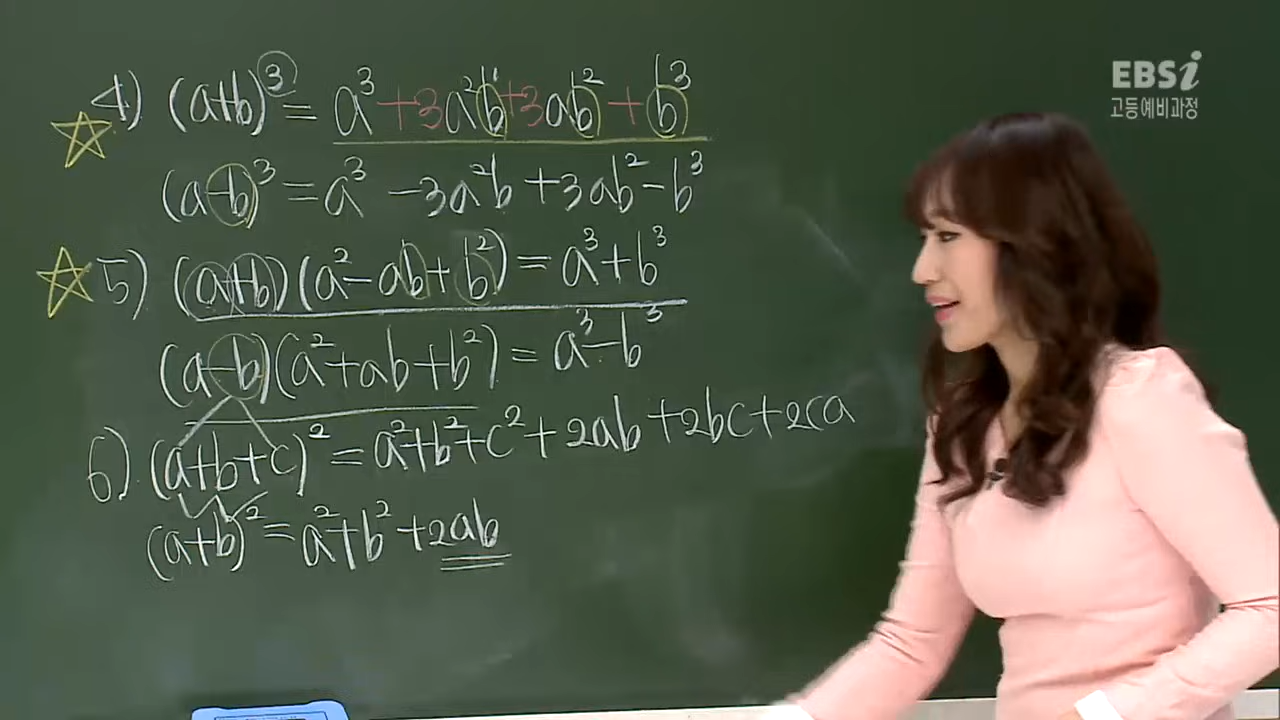 4) (a+b)³ = a³+3a²b¹+3ab²+b³
(a-b)³ = a³-3a²b+3ab²-b³
5) (a+b)(a²-ab+b²) = a³+b³
(a-b)(a²+ab+b²) = a³-b³
6) (a+b+c)² = a²+b²+c²+2ab+2bc+2ca
(a+b)² = a²+b²+2ab
EBSi
고등예비과정